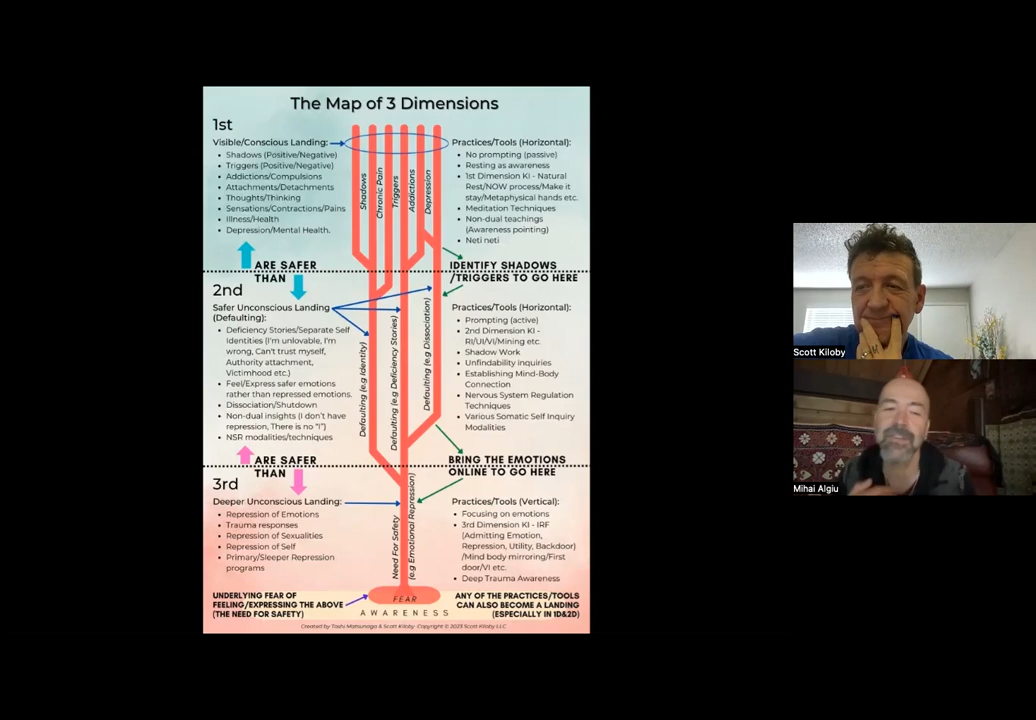 The Map of 3 Dimensions
1st
Visible/Conscious Landing:
Shadows (Positive/Negative)
Triggers (Positive/Negative)
Addictions/Compulsions
Attachments/Detachments
Thoughts/Thinking
Sensations/Contractions/Pains
Illness/Health
Depression/Mental Health.
Shadows
Chronic Pain
Triggers
Addictions
Depression
Practices/Tools (Horizontal):
No prompting (passive)
Resting as awareness
1st Dimension KI - Natural
Rest/NOW process/Make it
stay/Metaphysical hands etc.
Meditation Techniques
Non-dual teachings
(Awareness pointing)
Neti neti
ARE SAFER
THAN
IDENTIFY SHADOWS
/TRIGGERS TO GO HERE
2nd
Safer Unconscious Landing
(Defaulting):
Deficiency Stories/Separate Self
Identities (I'm unlovable, I'm
wrong, Can't trust myself,
Authority attachment,
Victimhood etc.)
Feel/Express safer emotions
rather than repressed emotions.
Dissociation/Shutdown
Non-dual insights (I don't have
repression, There is no "I")
NSR modalities/techniques
Defaulting (e.g Identity)
Defaulting (e.g Deficiency Stories)
Defaulting (e.g Dissociation)
Practices/Tools (Horizontal):
Prompting (active)
2nd Dimension KI -
RI/UI/VI/Mining etc.
Shadow Work
Unfindability inquiries
Establishing Mind-Body
Connection
Nervous System Regulation
Techniques
Various Somatic Self Inquiry
Modalities
ARE SAFER
THAN
BRING THE EMOTIONS
ONLINE TO GO HERE
3rd
Deeper Unconscious Landing:
Repression of Emotions
Trauma responses
Repression of Sexualities
Repression of Self
Primary/Sleeper Repression
programs
Need For Safety
(e.g Emotional Repression)
Practices/Tools (Vertical):
Focusing on emotions
3rd Dimension KI - IRF
(Admitting Emotion,
Repression, Utility, Backdoor)
/Mind body mirroring/First
door/VI etc.
Deep Trauma Awareness
UNDERLYING FEAR OF
FEELING/EXPRESSING THE ABOVE
(THE NEED FOR SAFETY)
FEAR
AWARENESS
ANY OF THE PRACTICES/TOOLS
CAN ALSO BECOME A LANDING
(ESPECIALLY IN 1D&2D)
Created by Toshi Matsunaga & Scott Kiloby Copyright © 2023 Scott Kiloby LLC
Scott Kiloby
Mihai Algiu